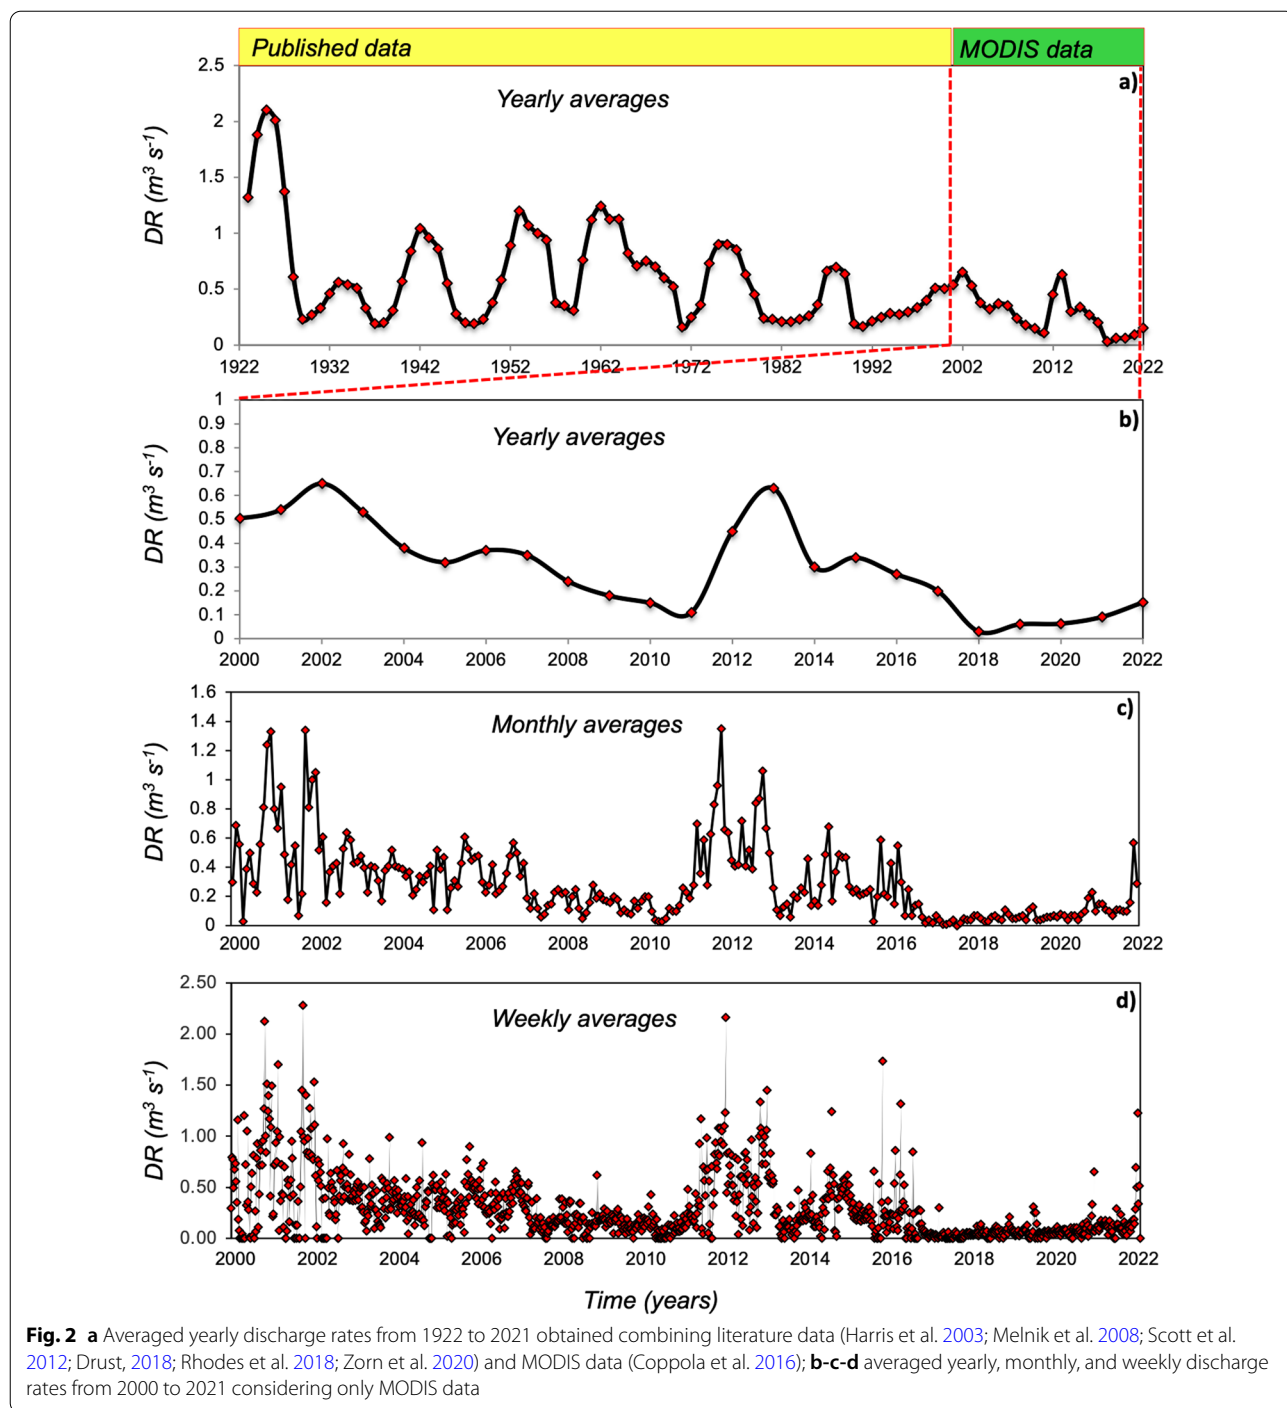 Published data MODIS data
a)
Yearly averages
DR (m³ s⁻¹)
2.5
2
1.5
1
0.5
0
1922 1932 1942 1952 1962 1972 1982 1992 2002 2012 2022
b)
Yearly averages
DR (m³ s⁻¹)
1
0.9
0.8
0.7
0.6
0.5
0.4
0.3
0.2
0.1
0
2000 2002 2004 2006 2008 2010 2012 2014 2016 2018 2020 2022
c)
Monthly averages
DR (m³ s⁻¹)
1.6
1.4
1.2
1
0.8
0.6
0.4
0.2
0
2000 2002 2004 2006 2008 2010 2012 2014 2016 2018 2020 2022
d)
Weekly averages
DR (m³ s⁻¹)
2.50
2.00
1.50
1.00
0.50
0.00
2000 2002 2004 2006 2008 2010 2012 2014 2016 2018 2020 2022
Time (years)
Fig. 2 a Averaged yearly discharge rates from 1922 to 2021 obtained combining literature data (Harris et al. 2003; Melnik et al. 2008; Scott et al.
2012; Drust, 2018; Rhodes et al. 2018; Zorn et al. 2020) and MODIS data (Coppola et al. 2016); b-c-d averaged yearly, monthly, and weekly discharge
rates from 2000 to 2021 considering only MODIS data